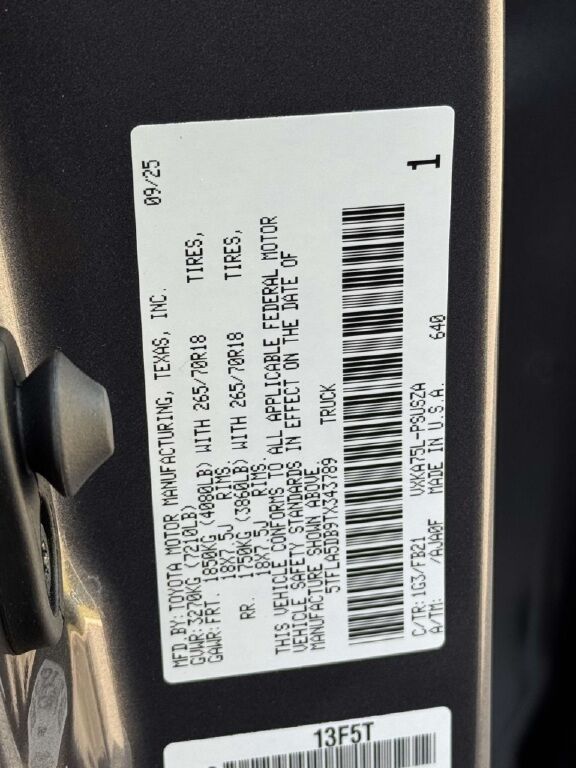 09/25
MFD.BY:TOYOTA MOTOR MANUFACTURING, TEXAS, INC.
GVWR:3270KG (7210LB)
GAWR:FRT. 1850KG (4080LB) WITH 265/70R18 TIRES,
18X7.5J RIMS.
RR. 1750KG (3860LB) WITH 265/70R18 TIRES,
18X7.5J RIMS.
THIS VEHICLE CONFORMS TO ALL APPLICABLE FEDERAL MOTOR
VEHICLE SAFETY STANDARDS IN EFFECT ON THE DATE OF
MANUFACTURE SHOWN ABOVE.
5TFLA5DB9TX343789 TRUCK
1
C/TR:1G3/FB21 VXKA75L-PSUSZA 640
A/TM: /AJA0F MADE IN U.S.A.
13F5T